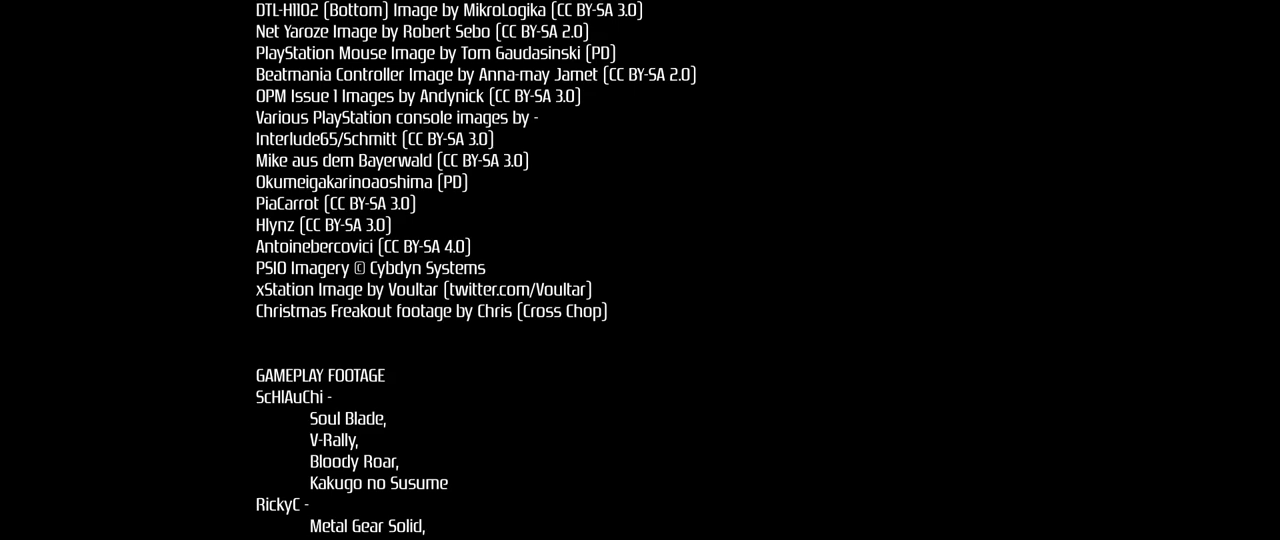 DTL-H1102 (Bottom) Image by MikroLogika (CC BY-SA 3.0)
Net Yaroze Image by Robert Sebo (CC BY-SA 2.0)
PlayStation Mouse Image by Tom Gaudasinski (PD)
Beatmania Controller Image by Anna-may Jamet (CC BY-SA 2.0)
OPM Issue 1 Images by Andynick (CC BY-SA 3.0)
Various PlayStation console images by -
Interlude65/Schmitt (CC BY-SA 3.0)
Mike aus dem Bayerwald (CC BY-SA 3.0)
Okumeigakarinoaoshima (PD)
PiaCarrot (CC BY-SA 3.0)
Hlynz (CC BY-SA 3.0)
Antoinebercovici (CC BY-SA 4.0)
PSIO Imagery © Cybdyn Systems
xStation Image by Voultar (twitter.com/Voultar)
Christmas Freakout footage by Chris (Cross Chop)
GAMEPLAY FOOTAGE
ScHlAuChi -
Soul Blade,
V-Rally,
Bloody Roar,
Kakugo no Susume
RickyC -
Metal Gear Solid,